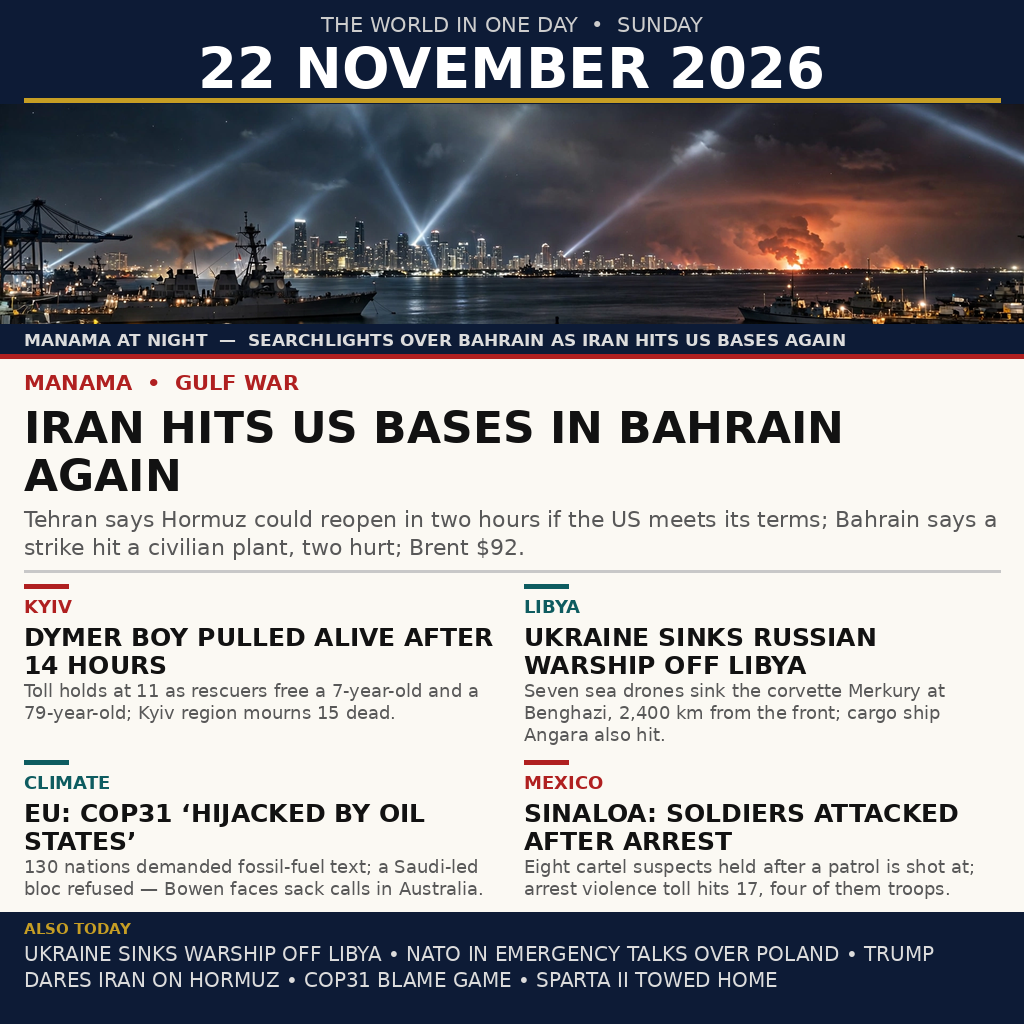 THE WORLD IN ONE DAY • SUNDAY
22 NOVEMBER 2026
MANAMA AT NIGHT — SEARCHLIGHTS OVER BAHRAIN AS IRAN HITS US BASES AGAIN
MANAMA • GULF WAR
IRAN HITS US BASES IN BAHRAIN
AGAIN
Tehran says Hormuz could reopen in two hours if the US meets its terms; Bahrain says a
strike hit a civilian plant, two hurt; Brent $92.
KYIV
DYMER BOY PULLED ALIVE AFTER
14 HOURS
Toll holds at 11 as rescuers free a 7-year-old and a
79-year-old; Kyiv region mourns 15 dead.
LIBYA
UKRAINE SINKS RUSSIAN
WARSHIP OFF LIBYA
Seven sea drones sink the corvette Merkury at
Benghazi, 2,400 km from the front; cargo ship
Angara also hit.
CLIMATE
EU: COP31 ‘HIJACKED BY OIL
STATES’
130 nations demanded fossil-fuel text; a Saudi-led
bloc refused — Bowen faces sack calls in Australia.
MEXICO
SINALOA: SOLDIERS ATTACKED
AFTER ARREST
Eight cartel suspects held after a patrol is shot at;
arrest violence toll hits 17, four of them troops.
ALSO TODAY
UKRAINE SINKS WARSHIP OFF LIBYA • NATO IN EMERGENCY TALKS OVER POLAND • TRUMP
DARES IRAN ON HORMUZ • COP31 BLAME GAME • SPARTA II TOWED HOME